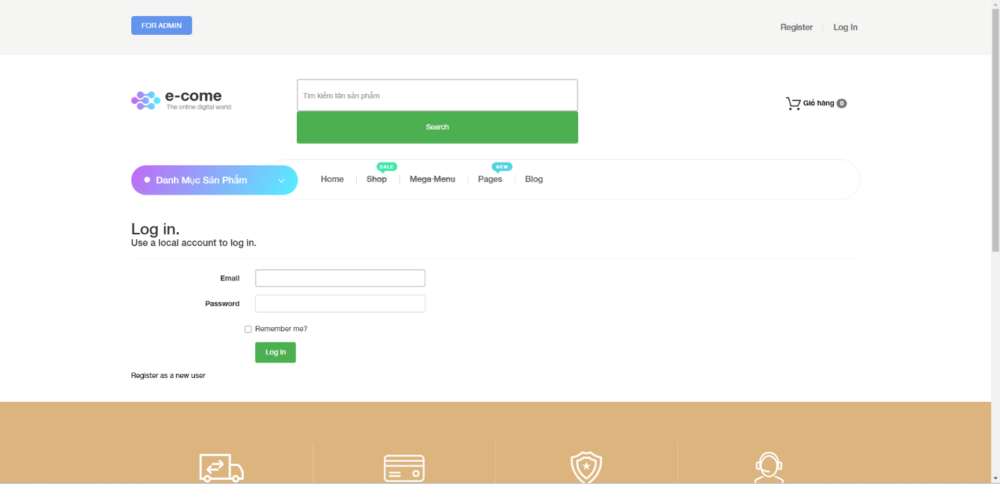 FOR ADMIN
Register
Log In
e-come
The online digital world
Tìm kiếm tên sản phẩm
Search
Giỏ hàng 0
Danh Mục Sản Phẩm
Home
SALE
Shop
Mega Menu
NEW
Pages
Blog
Log in.
Use a local account to log in.
Email
Password
Remember me?
Log in
Register as a new user